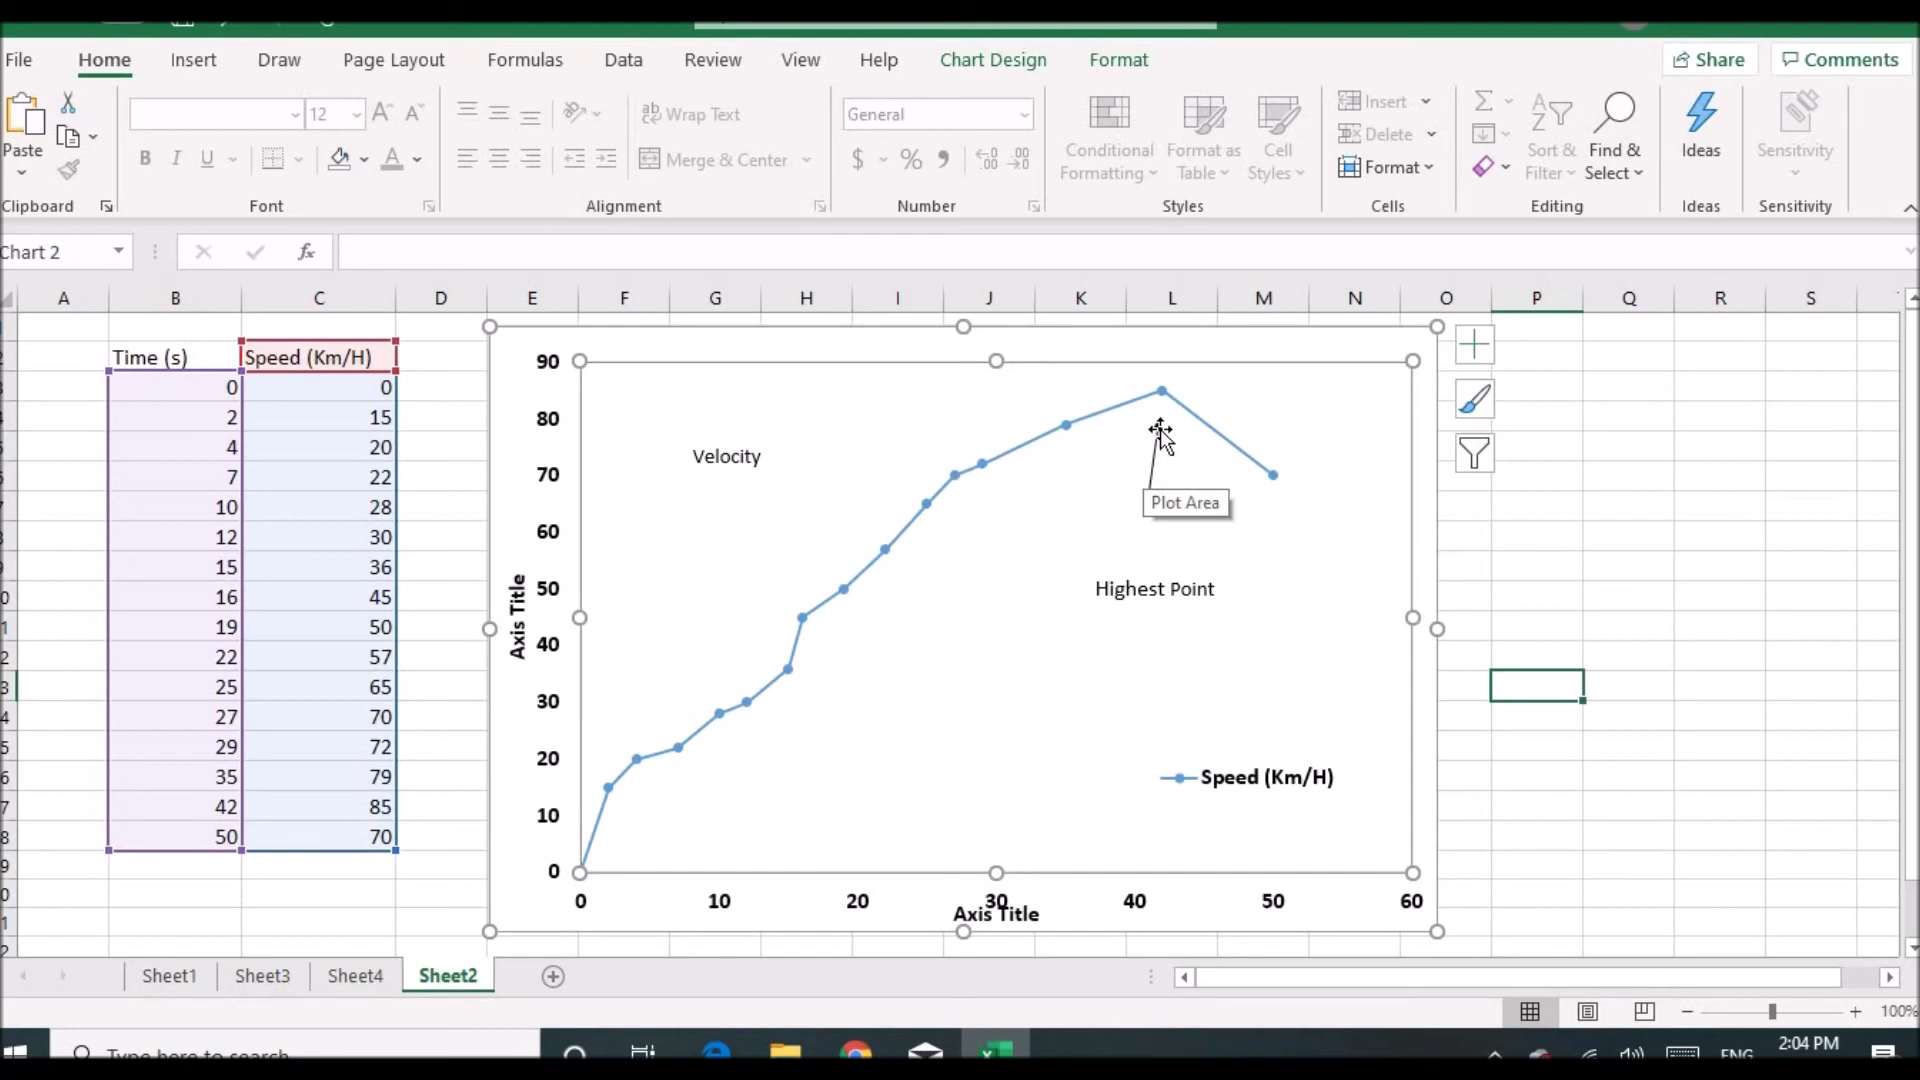 File Home Insert Draw Page Layout Formulas Data Review View Help Chart Design Format Share Comments
12 Wrap Text General Insert
Paste Delete Conditional Format as Cell Sort & Find & Ideas Sensitivity
B I U A Merge & Center $ % Formatting Table Styles Format Filter Select
Clipboard Font Alignment Number Styles Cells Editing Ideas Sensitivity
Chart 2 fx
A B C D E F G H I J K L M N O P Q R S
Time (s) Speed (Km/H)
0 0
2 15
4 20
7 22
10 28
12 30
15 36
16 45
19 50
22 57
25 65
27 70
29 72
35 79
42 85
50 70
90
80
70
60
50
40
30
20
10
0
Axis Title
Velocity
Plot Area
Highest Point
Speed (Km/H)
0 10 20 30 40 50 60
Axis Title
Sheet1 Sheet3 Sheet4 Sheet2
100%
Type here to search
ENG 2:04 PM